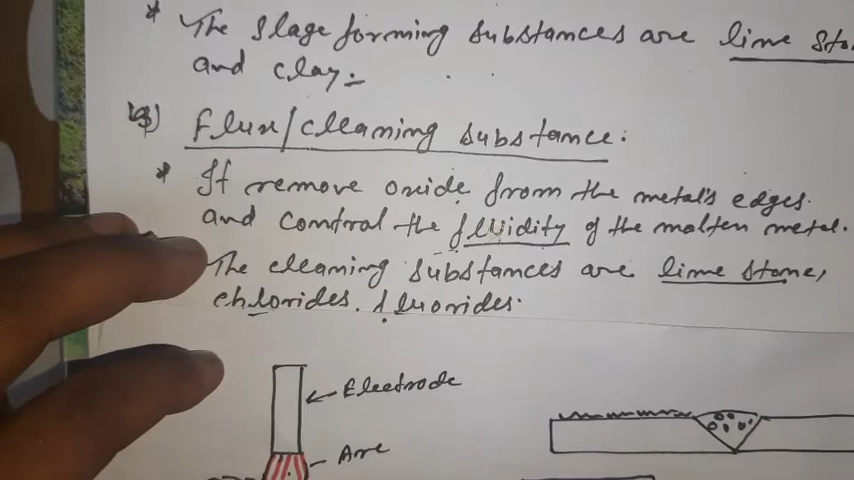 * The slage forming substances are lime sto
and clay.
Flux/cleaning substance:
* It remove oxide from the metal's edges.
and control the fluidity of the molten metal.
The cleaning substances are lime stone,
chlorides. fluorides.
Electrode
Arc